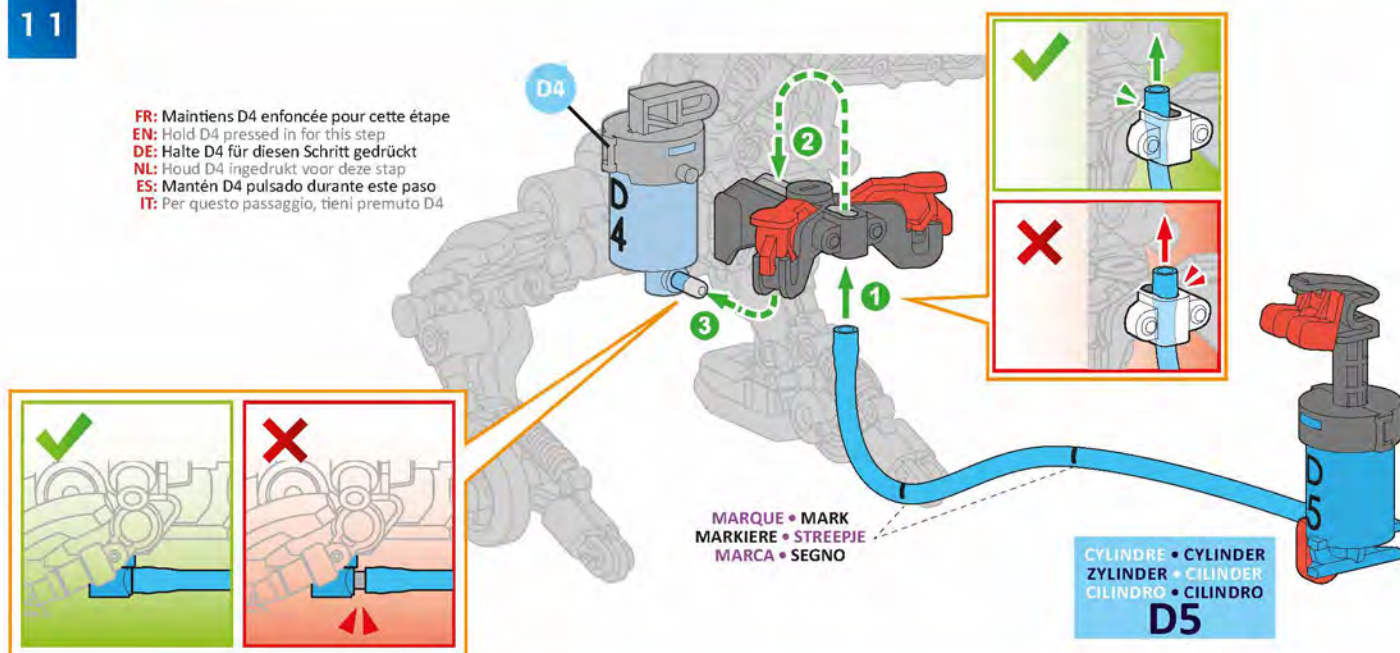 11
FR: Maintiens D4 enfoncée pour cette étape
EN: Hold D4 pressed in for this step
DE: Halte D4 für diesen Schritt gedrückt
NL: Houd D4 ingedrukt voor deze stap
ES: Mantén D4 pulsado durante este paso
IT: Per questo passaggio, tieni premuto D4
D4
D
4
2
1
3
MARQUE • MARK
MARKIERE • STREEPJE
MARCA • SEGNO
D
5
CYLINDRE • CYLINDER
ZYLINDER • CILINDER
CILINDRO • CILINDRO
D5